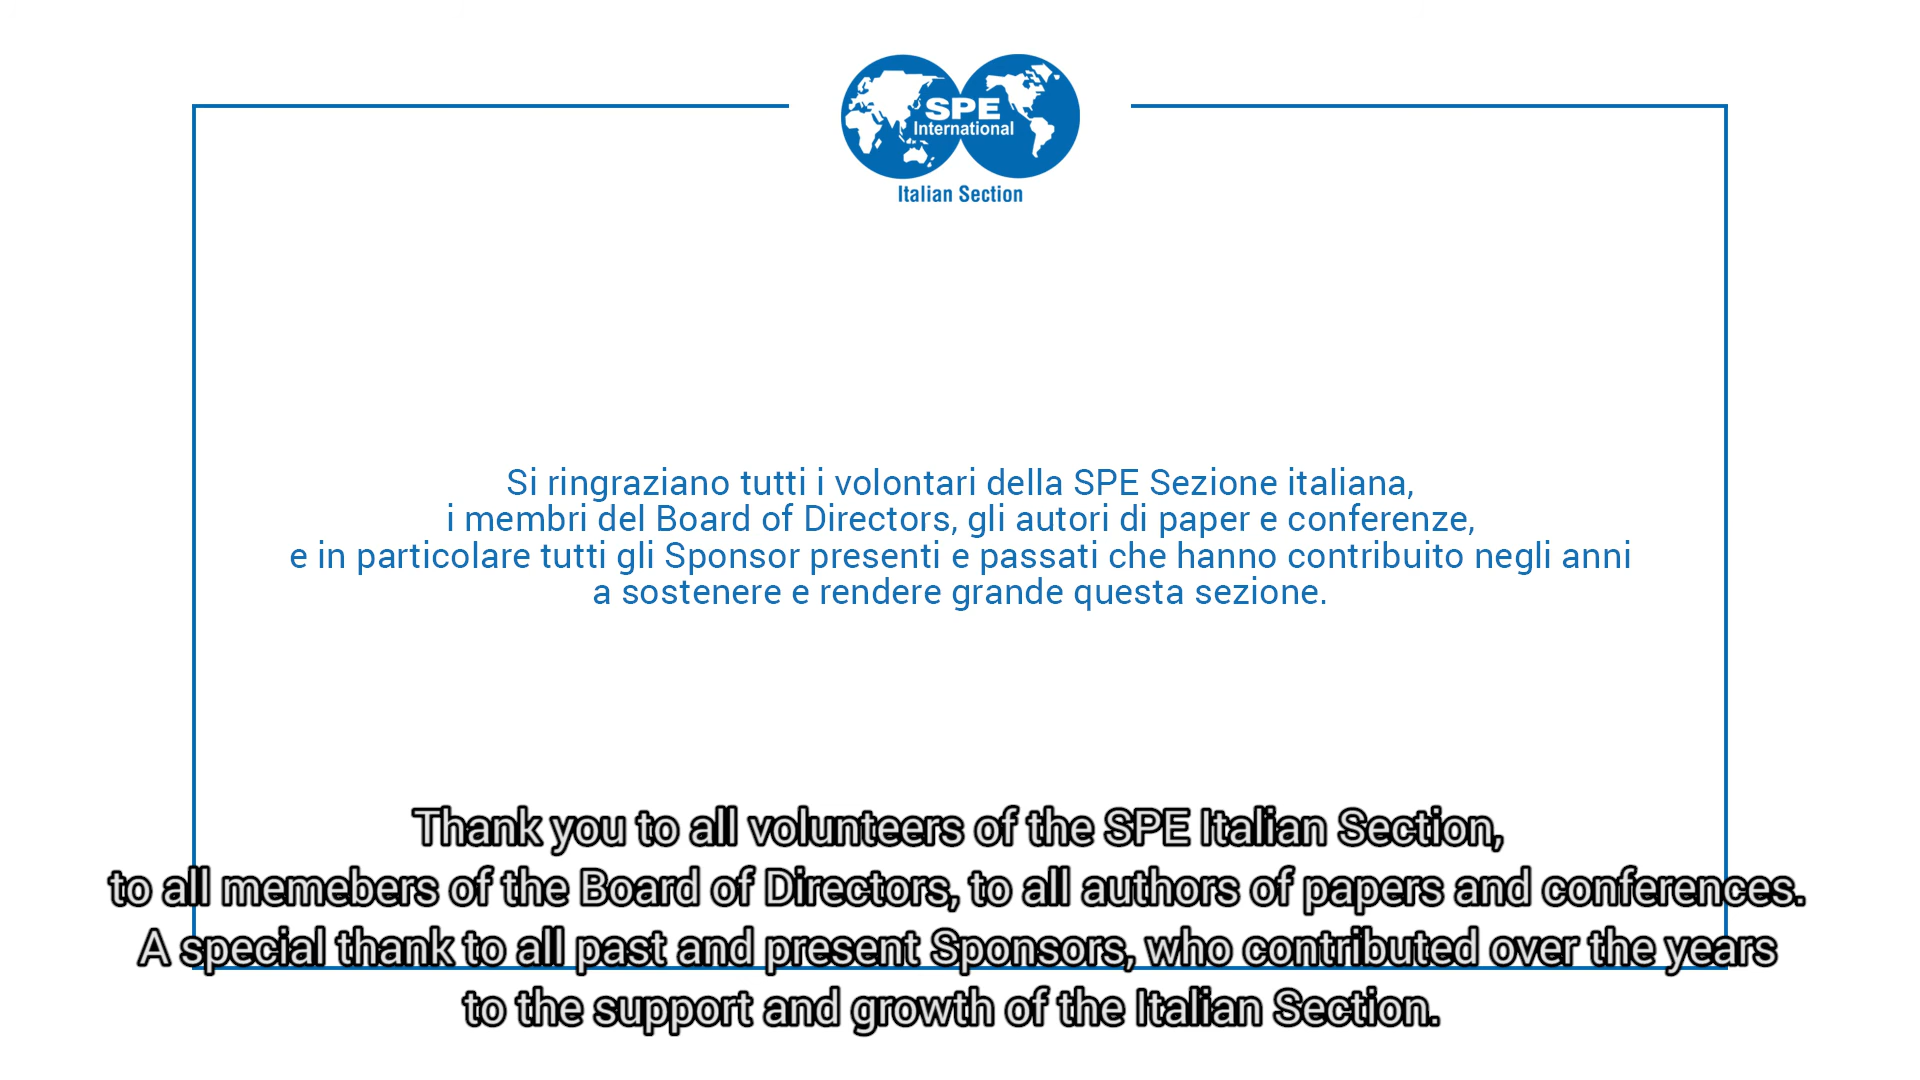 SPE
International
Italian Section
Si ringraziano tutti i volontari della SPE Sezione italiana,
i membri del Board of Directors, gli autori di paper e conferenze,
e in particolare tutti gli Sponsor presenti e passati che hanno contribuito negli anni
a sostenere e rendere grande questa sezione.
Thank you to all volunteers of the SPE Italian Section,
to all memebers of the Board of Directors, to all authors of papers and conferences.
A special thank to all past and present Sponsors, who contributed over the years
to the support and growth of the Italian Section.